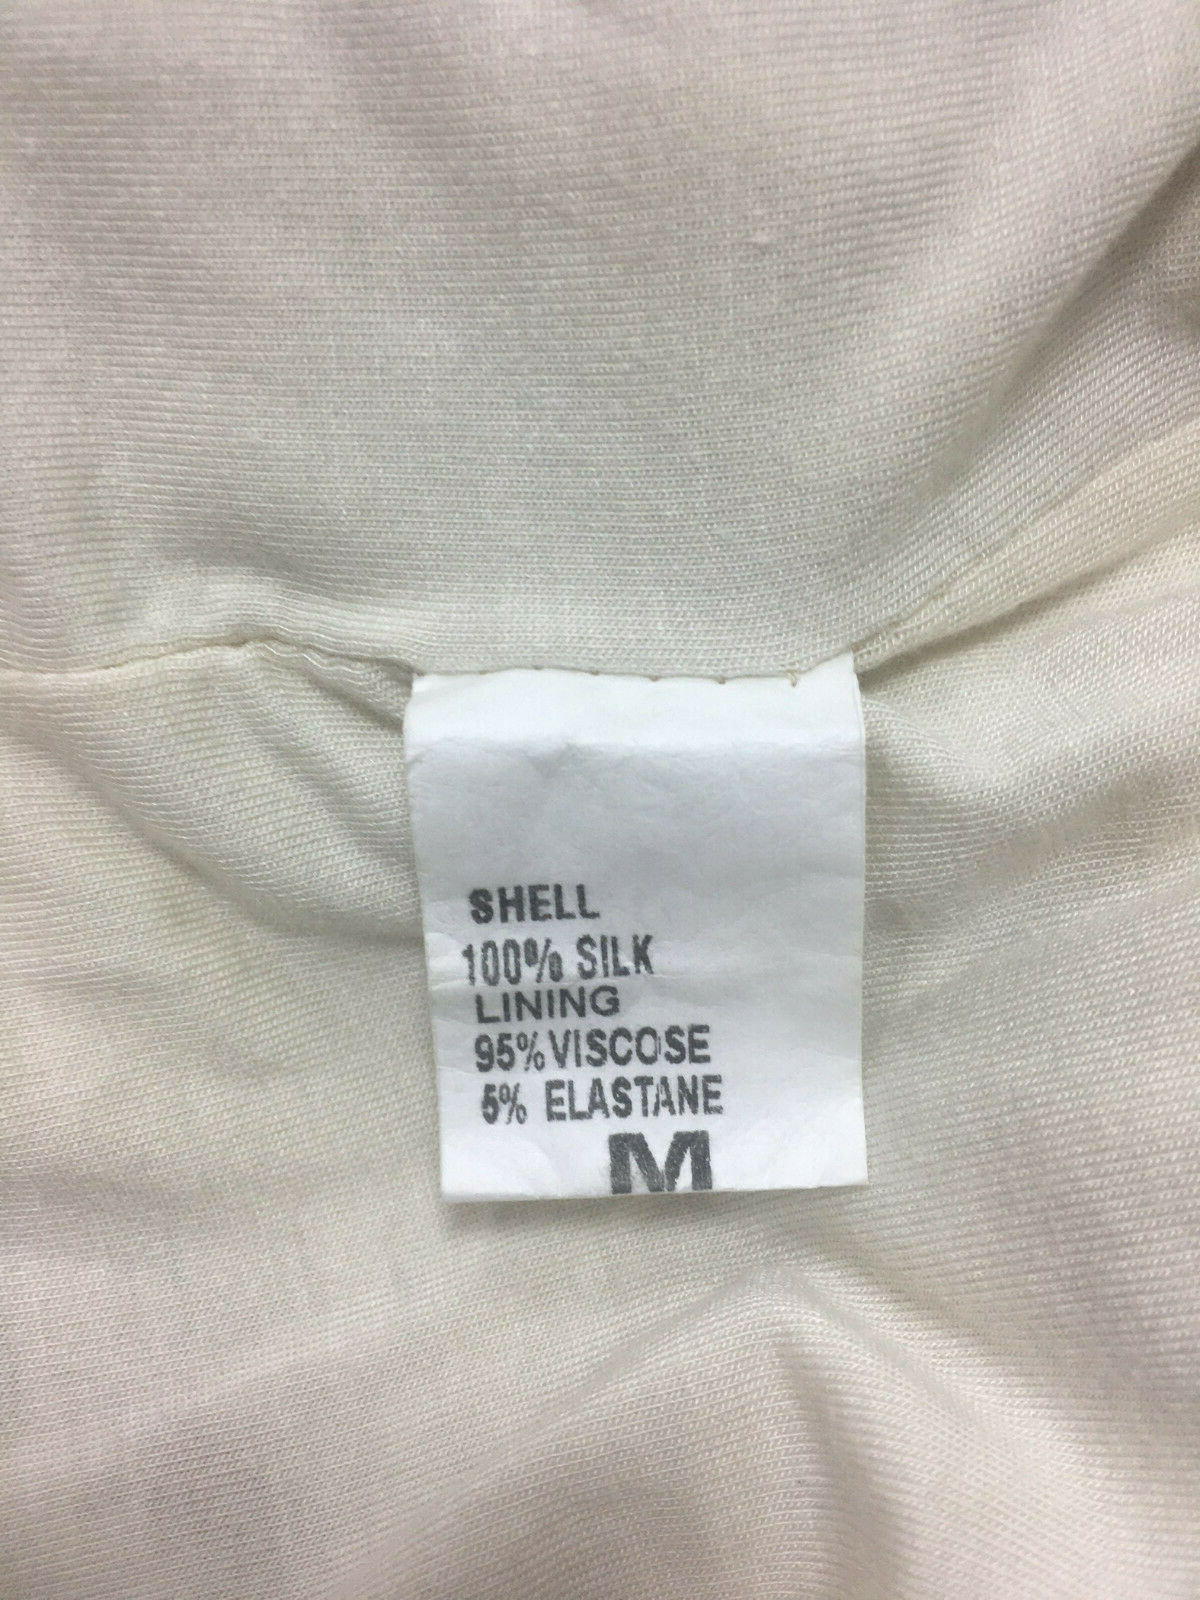 SHELL
100% SILK
LINING
95% VISCOSE
5% ELASTANE
M